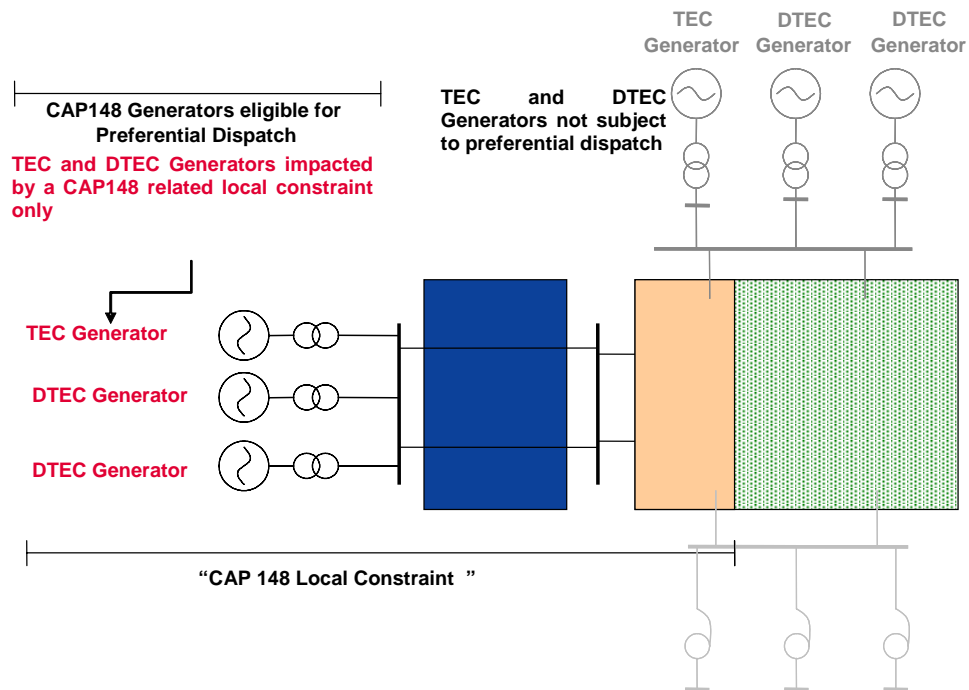 TEC
Generator
DTEC
Generator
DTEC
Generator
CAP148 Generators eligible for
Preferential Dispatch
TEC and DTEC Generators impacted
by a CAP148 related local constraint
only
TEC and DTEC
Generators not subject
to preferential dispatch
TEC Generator
DTEC Generator
DTEC Generator
“CAP 148 Local Constraint ”